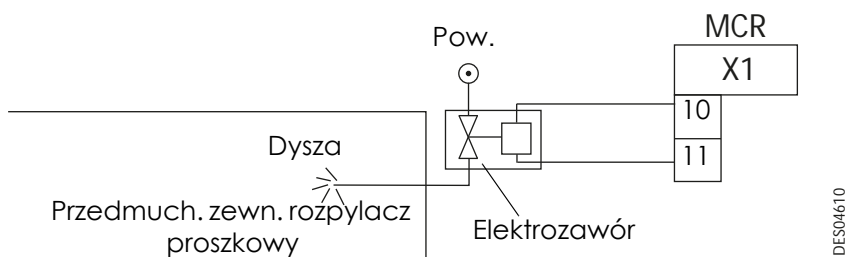 MCR
Pow.
X1
10
Dysza
11
Przedmuch. zewn. rozpylacz
proszkowy
Elektrozawór
DES04610